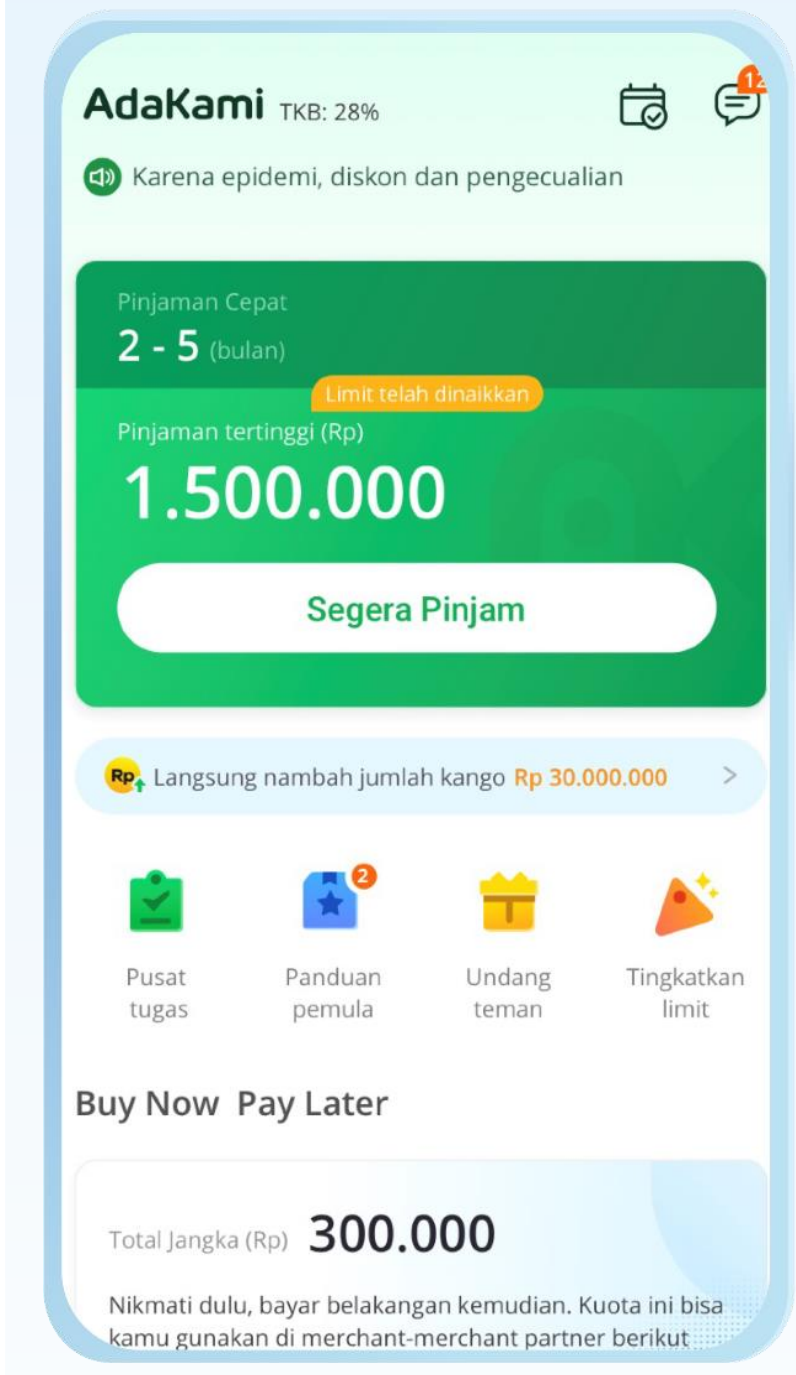 AdaKami TKB: 28%
12
Karena epidemi, diskon dan pengecualian
Pinjaman Cepat
2 - 5 (bulan)
Limit telah dinaikkan
Pinjaman tertinggi (Rp)
1.500.000
Segera Pinjam
Rp Langsung nambah jumlah kango Rp 30.000.000 >
2
Pusat tugas
Panduan pemula
Undang teman
Tingkatkan limit
Buy Now Pay Later
Total Jangka (Rp) 300.000
Nikmati dulu, bayar belakangan kemudian. Kuota ini bisa
kamu gunakan di merchant-merchant partner berikut